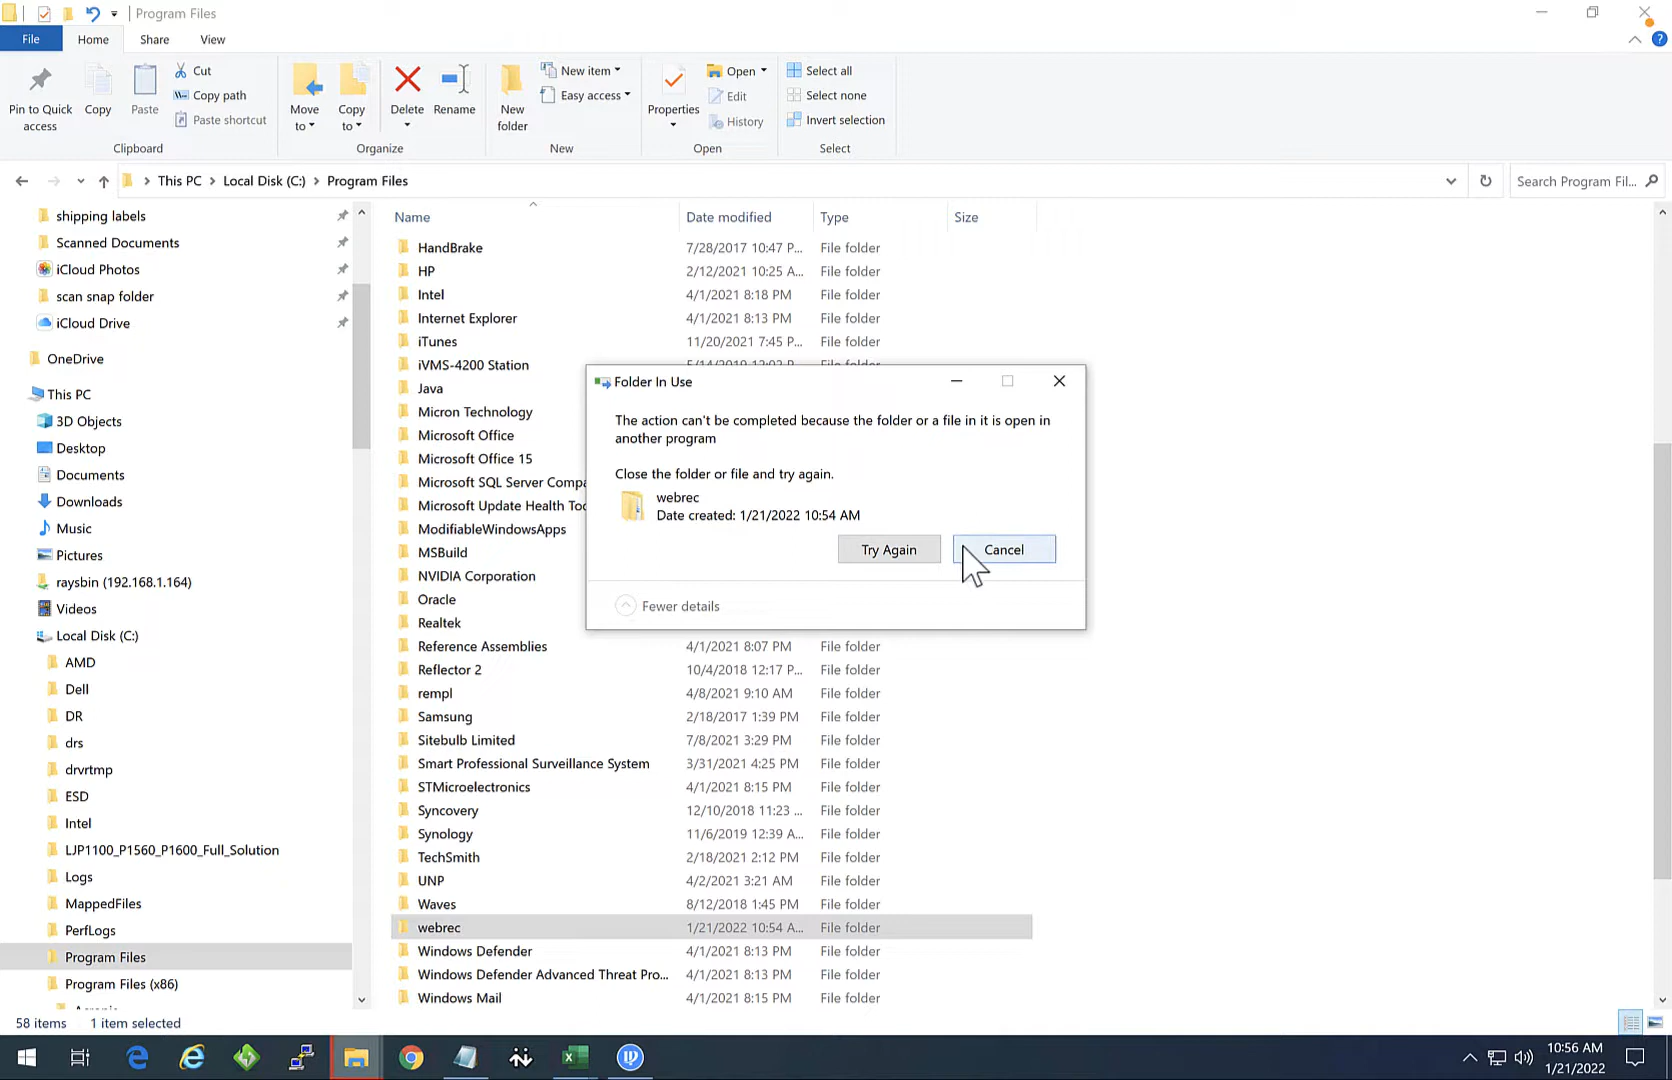 Program Files
File
Home
Share
View
Pin to Quick access
Copy
Paste
Cut
Copy path
Paste shortcut
Clipboard
Move to
Copy to
Delete
Rename
Organize
New folder
New item
Easy access
New
Properties
Open
Edit
History
Open
Select all
Select none
Invert selection
Select
This PC
Local Disk (C:)
Program Files
Search Program Fil...
shipping labels
Scanned Documents
iCloud Photos
scan snap folder
iCloud Drive
OneDrive
This PC
3D Objects
Desktop
Documents
Downloads
Music
Pictures
raysbin (192.168.1.164)
Videos
Local Disk (C:)
AMD
Dell
DR
drs
drvrtmp
ESD
Intel
LJP1100_P1560_P1600_Full_Solution
Logs
MappedFiles
PerfLogs
Program Files
Program Files (x86)
Name Date modified Type Size
HandBrake 7/28/2017 10:47 P... File folder
HP 2/12/2021 10:25 A... File folder
Intel 4/1/2021 8:18 PM File folder
Internet Explorer 4/1/2021 8:13 PM File folder
iTunes 11/20/2021 7:45 P... File folder
iVMS-4200 Station
Java
Micron Technology
Microsoft Office
Microsoft Office 15
Microsoft SQL Server Compa
Microsoft Update Health Too
ModifiableWindowsApps
MSBuild
NVIDIA Corporation
Oracle
Realtek
Reference Assemblies 4/1/2021 8:07 PM File folder
Reflector 2 10/4/2018 12:17 P... File folder
rempl 4/8/2021 9:10 AM File folder
Samsung 2/18/2017 1:39 PM File folder
Sitebulb Limited 7/8/2021 3:29 PM File folder
Smart Professional Surveillance System 3/31/2021 4:25 PM File folder
STMicroelectronics 4/1/2021 8:15 PM File folder
Syncovery 12/10/2018 11:23 ... File folder
Synology 11/6/2019 12:39 A... File folder
TechSmith 2/18/2021 2:12 PM File folder
UNP 4/2/2021 3:21 AM File folder
Waves 8/12/2018 1:45 PM File folder
webrec 1/21/2022 10:54 A... File folder
Windows Defender 4/1/2021 8:13 PM File folder
Windows Defender Advanced Threat Pro... 4/1/2021 8:13 PM File folder
Windows Mail 4/1/2021 8:15 PM File folder
Folder In Use
The action can't be completed because the folder or a file in it is open in
another program
Close the folder or file and try again.
webrec
Date created: 1/21/2022 10:54 AM
Try Again
Cancel
Fewer details
58 items 1 item selected
10:56 AM
1/21/2022